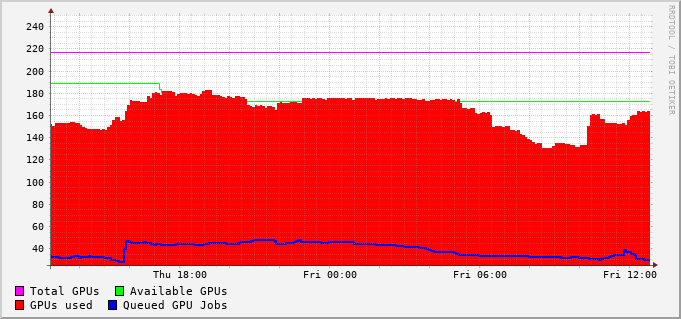 240
220
200
180
160
140
120
100
80
60
40
Thu 18:00 Fri 00:00 Fri 06:00 Fri 12:00
Total GPUs Available GPUs
GPUs used Queued GPU Jobs
RRDTOOL / TOBI OETIKER